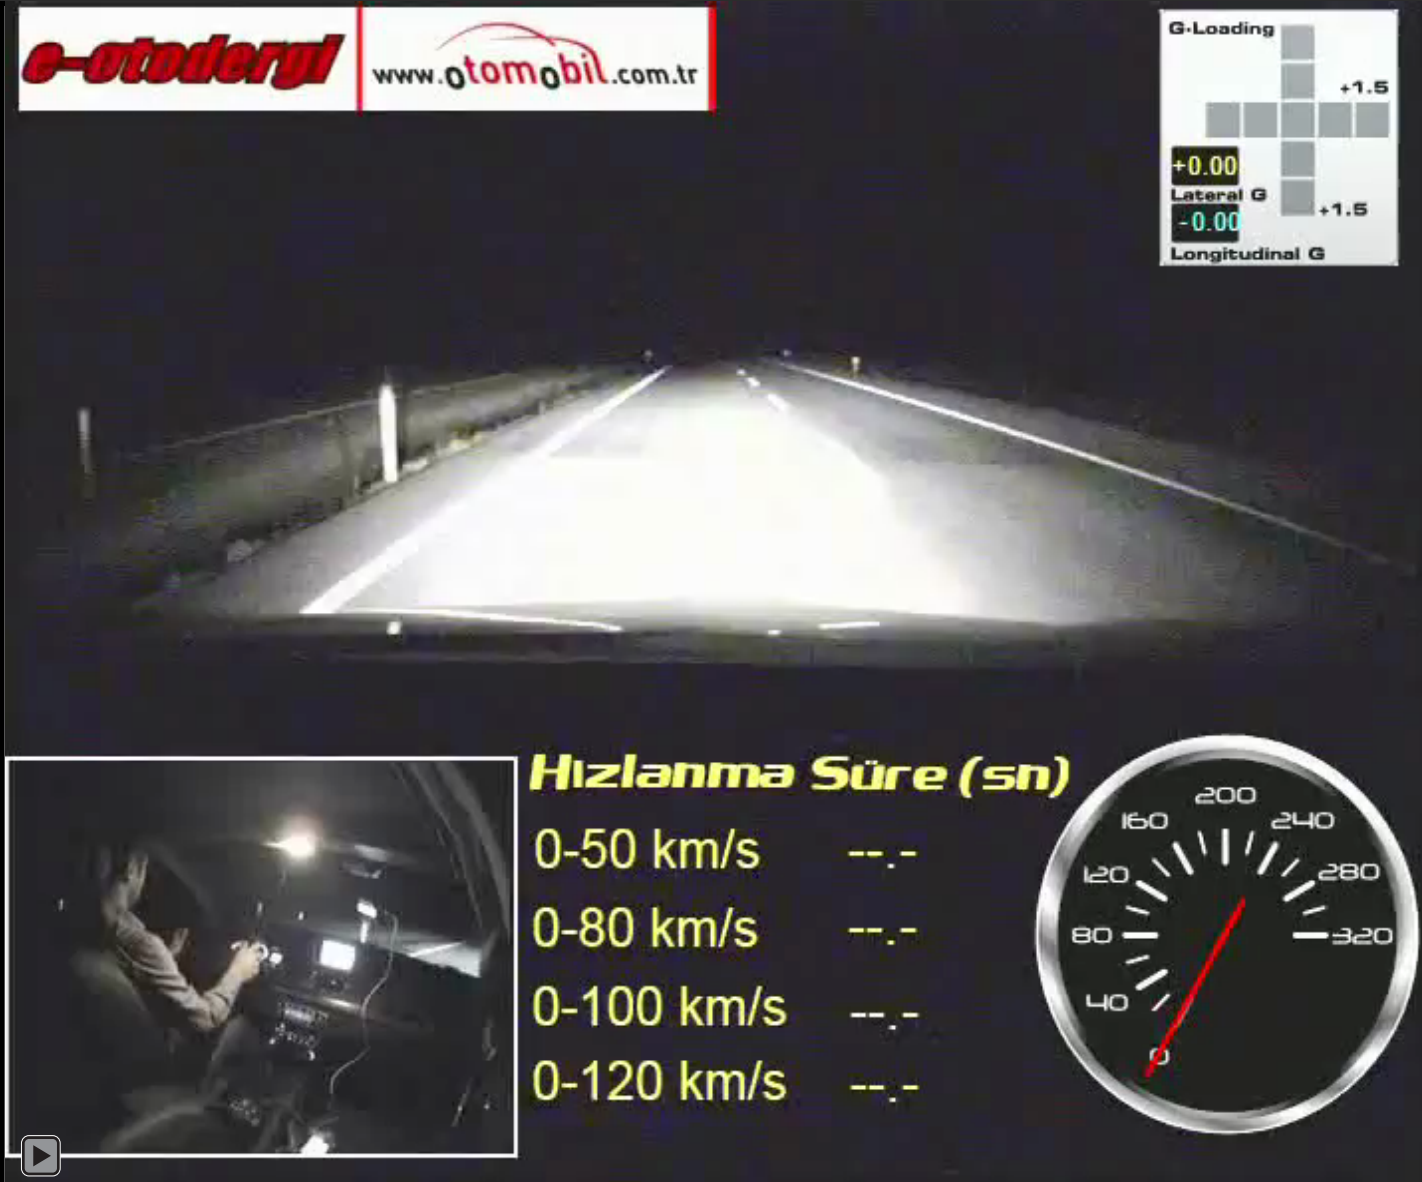 e-otodergi
www.otomobil.com.tr
G-Loading
+1.5
+0.00
Lateral G
-0.00
+1.5
Longitudinal G
Hızlanma Süre (sn)
0-50 km/s --.-
0-80 km/s --.-
0-100 km/s --.-
0-120 km/s --.-
200
160 240
120 280
80 320
40
0